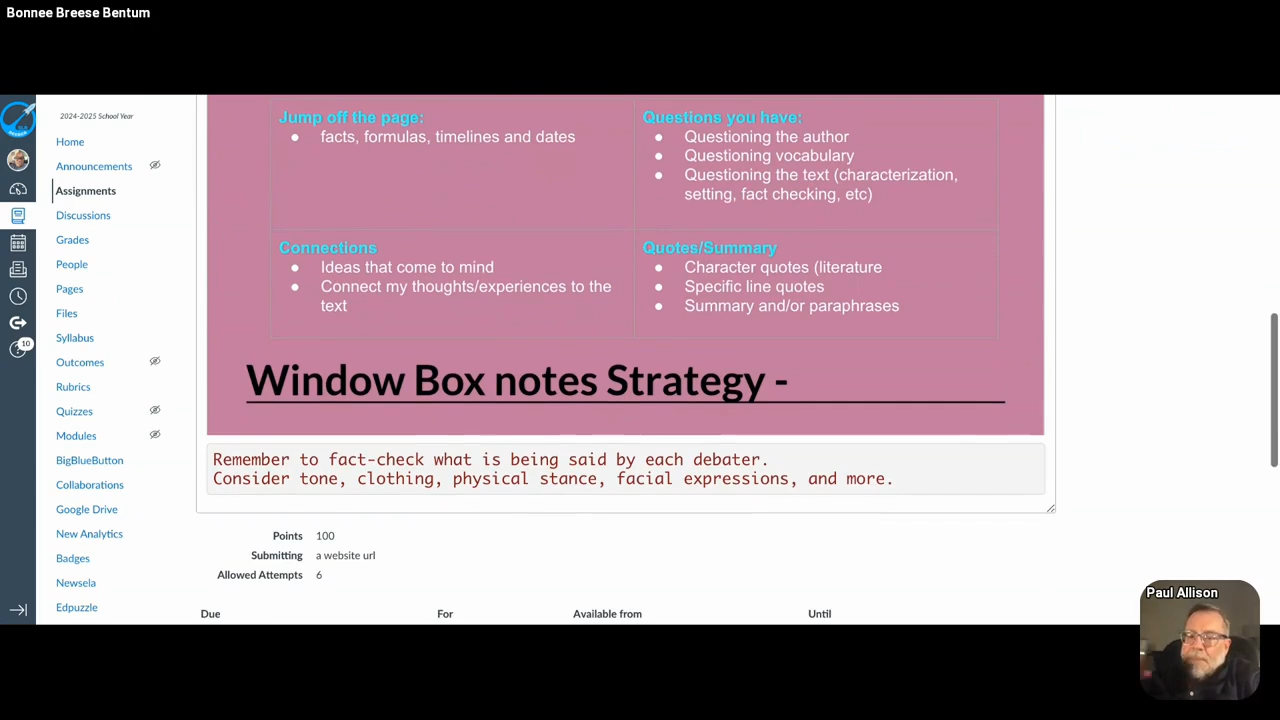 Bonnee Breese Bentum
2024-2025 School Year
Home
Announcements
Assignments
Discussions
Grades
People
Pages
Files
Syllabus
Outcomes
Rubrics
Quizzes
Modules
BigBlueButton
Collaborations
Google Drive
New Analytics
Badges
Newsela
Edpuzzle
10
Jump off the page:
● facts, formulas, timelines and dates
Questions you have:
● Questioning the author
● Questioning vocabulary
● Questioning the text (characterization,
setting, fact checking, etc)
Connections
● Ideas that come to mind
● Connect my thoughts/experiences to the
text
Quotes/Summary
● Character quotes (literature
● Specific line quotes
● Summary and/or paraphrases
Window Box notes Strategy -
Remember to fact-check what is being said by each debater.
Consider tone, clothing, physical stance, facial expressions, and more.
Points 100
Submitting a website url
Allowed Attempts 6
Due For Available from Until
Paul Allison